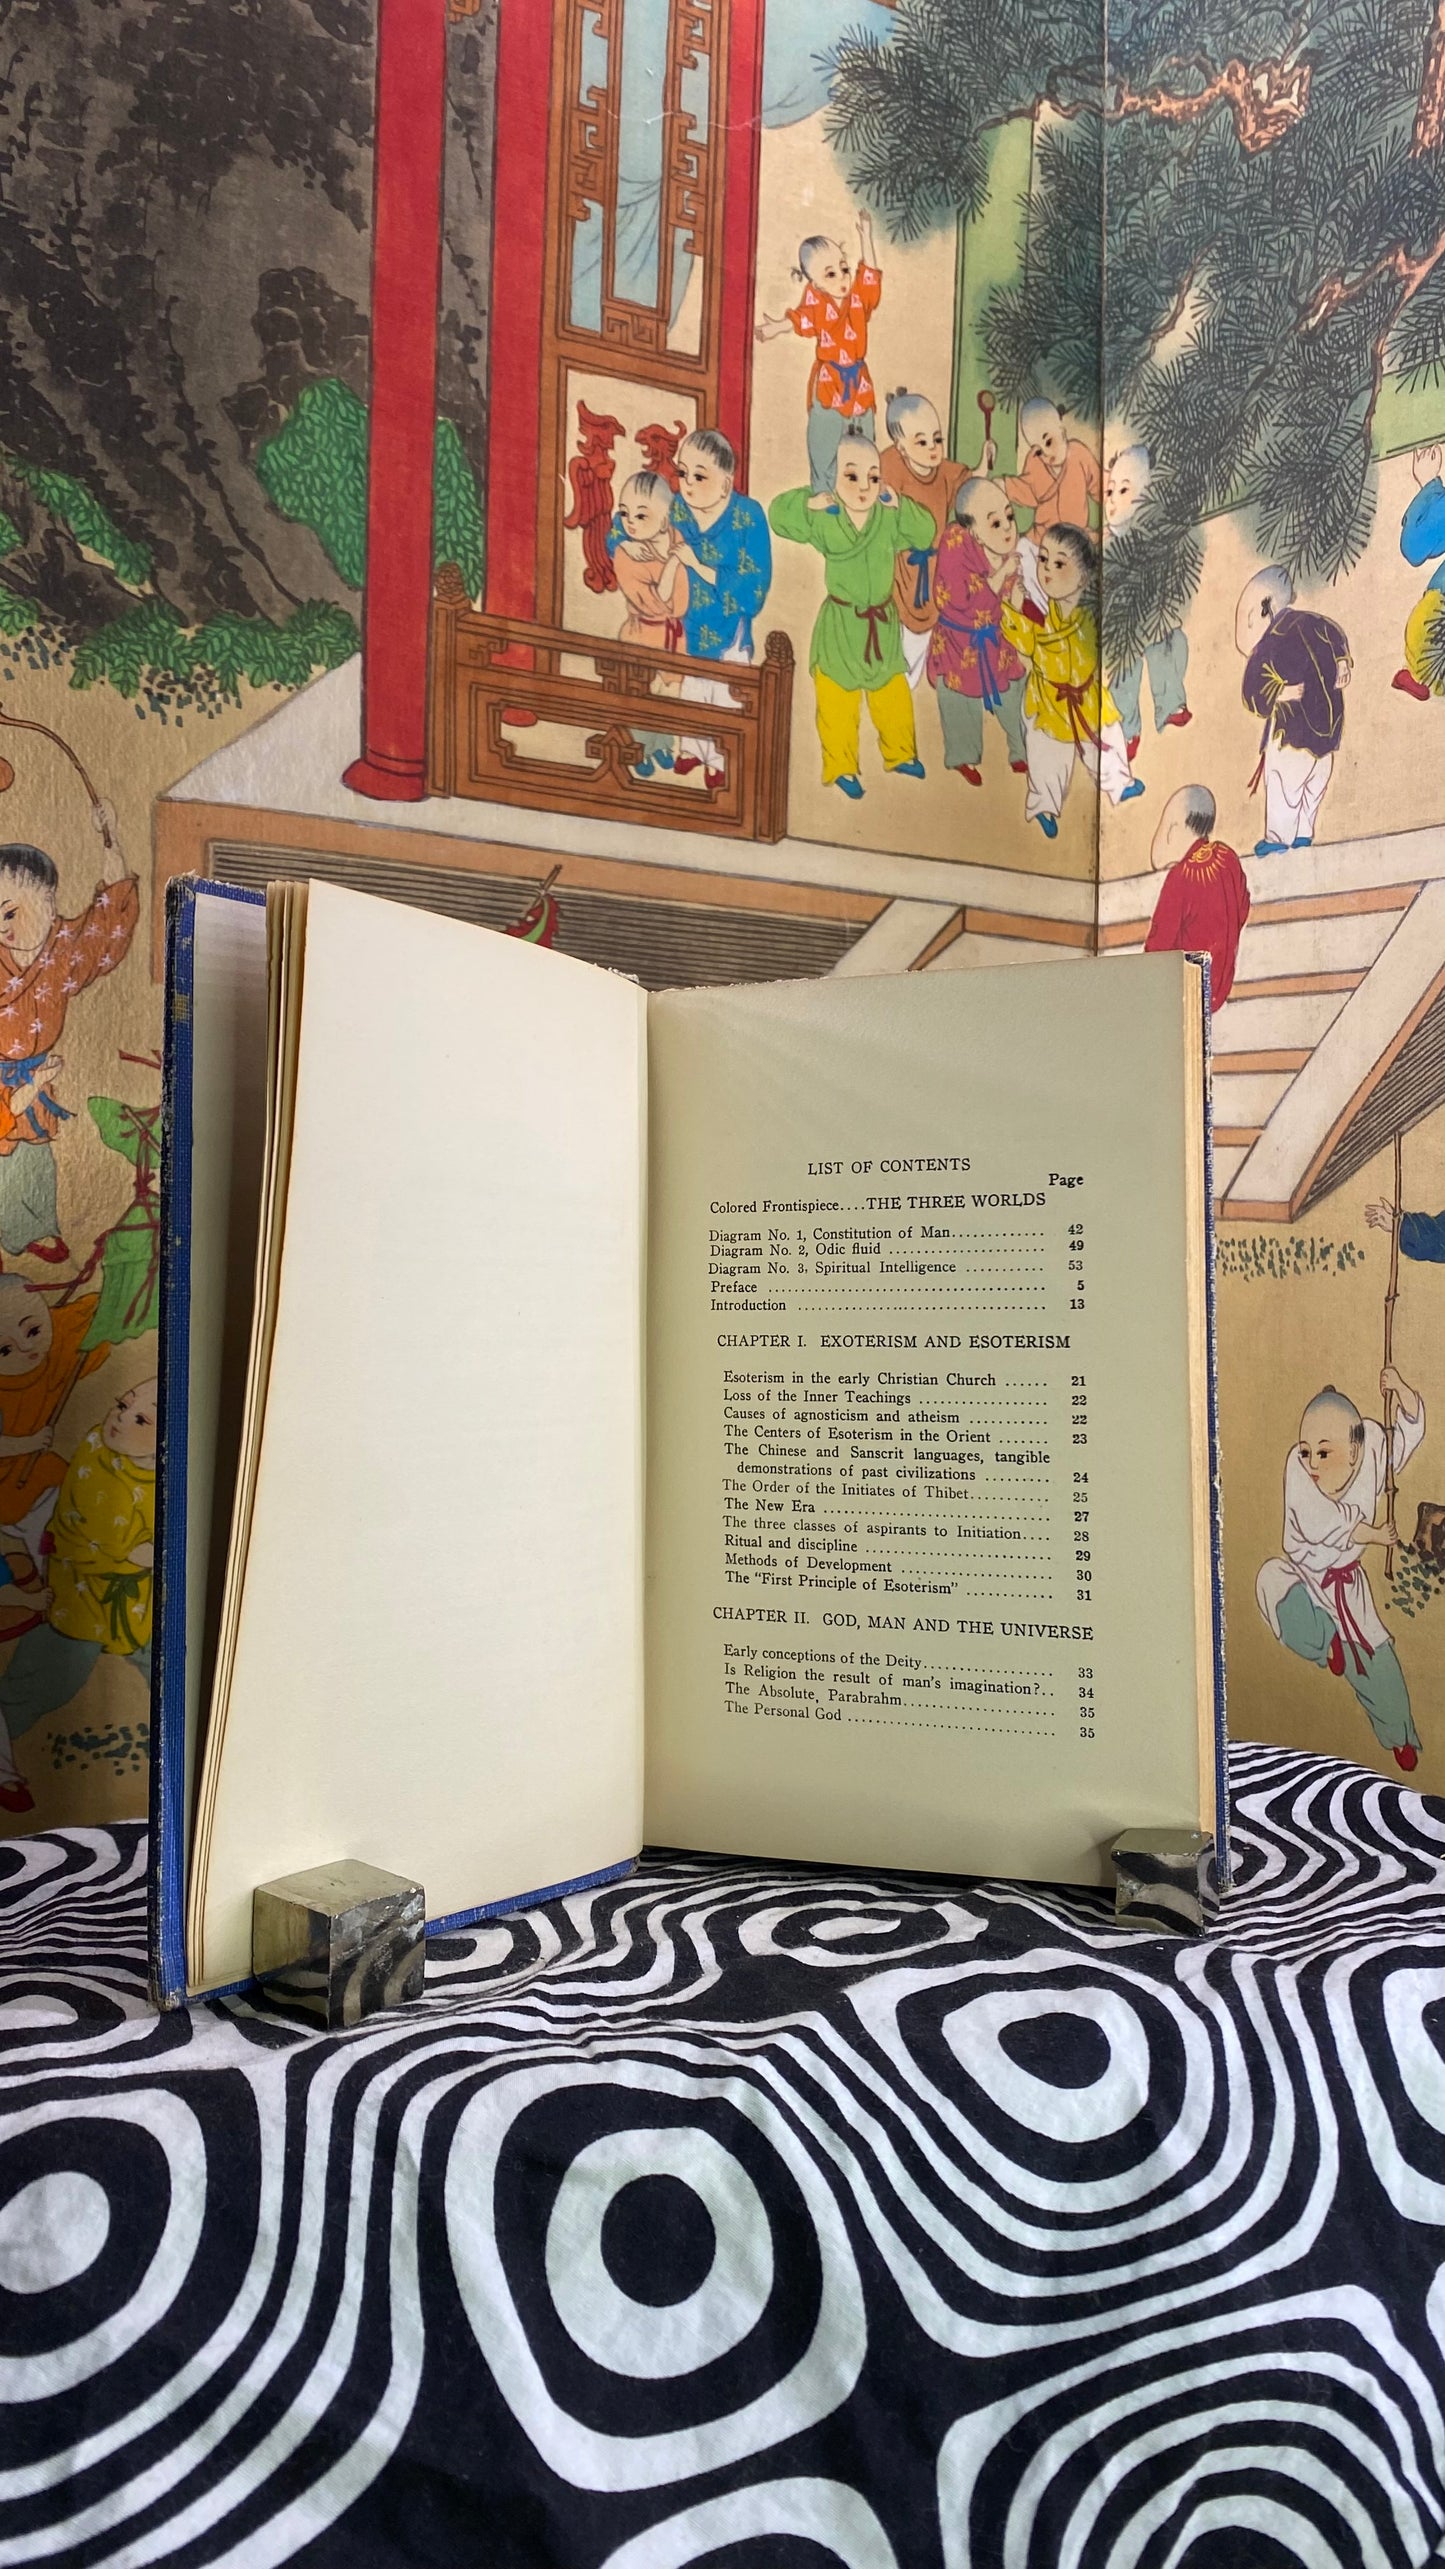 LIST OF CONTENTS
Page
Colored Frontispiece....THE THREE WORLDS
Diagram No. 1, Constitution of Man............. 42
Diagram No. 2, Odic fluid ....................... 49
Diagram No. 3, Spiritual Intelligence ........... 53
Preface .......................................... 5
Introduction ..................................... 13
CHAPTER I. EXOTERISM AND ESOTERISM
Esoterism in the early Christian Church ...... 21
Loss of the Inner Teachings .................. 22
Causes of agnosticism and atheism ........... 22
The Centers of Esoterism in the Orient ....... 23
The Chinese and Sanscrit languages, tangible
demonstrations of past civilizations ......... 24
The Order of the Initiates of Thibet........... 25
The New Era ................................. 27
The three classes of aspirants to Initiation.... 28
Ritual and discipline .......................... 29
Methods of Development ..................... 30
The "First Principle of Esoterism" ............ 31
CHAPTER II. GOD, MAN AND THE UNIVERSE
Early conceptions of the Deity.................. 33
Is Religion the result of man's imagination?.. 34
The Absolute, Parabrahm...................... 35
The Personal God ............................. 35